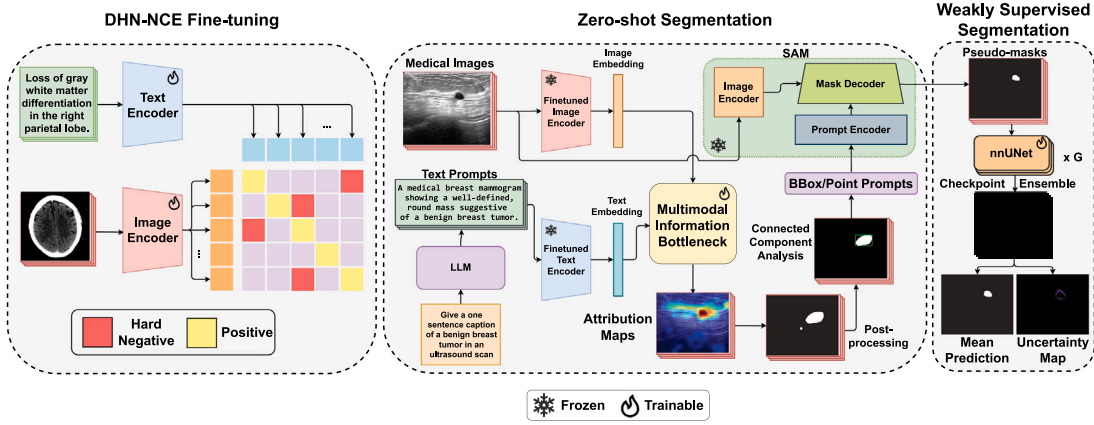 DHN-NCE Fine-tuning
Loss of gray
white matter
differentiation
in the right
parietal lobe.
Text
Encoder
...
Image
Encoder
...
Hard
Negative
Positive
Zero-shot Segmentation
Medical Images
Finetuned
Image
Encoder
Image
Embedding
SAM
Image
Encoder
Mask Decoder
Prompt Encoder
Text Prompts
A medical breast mammogram
showing a well-defined,
round mass suggestive
of a benign breast tumor.
LLM
Give a one
sentence caption
of a benign breast
tumor in an
ultrasound scan
Finetuned
Text
Encoder
Text
Embedding
Multimodal
Information
Bottleneck
BBox/Point Prompts
Connected
Component
Analysis
Attribution
Maps
Post-
processing
Weakly Supervised
Segmentation
Pseudo-masks
nnUNet
x G
Checkpoint Ensemble
Mean
Prediction
Uncertainty
Map
Frozen
Trainable